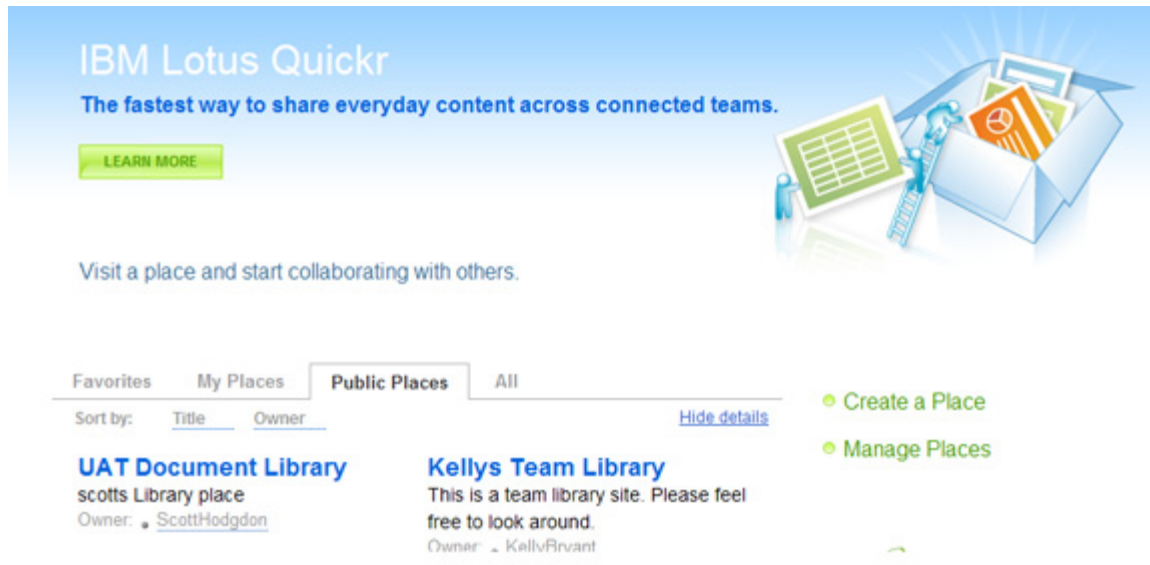 IBM Lotus Quickr
The fastest way to share everyday content across connected teams.
LEARN MORE
Visit a place and start collaborating with others.
Favorites My Places Public Places All
Sort by: Title Owner Hide details
UAT Document Library
scotts Library place
Owner: ScottHodgdon
Kellys Team Library
This is a team library site. Please feel
free to look around.
Owner: KellyBryant
Create a Place
Manage Places